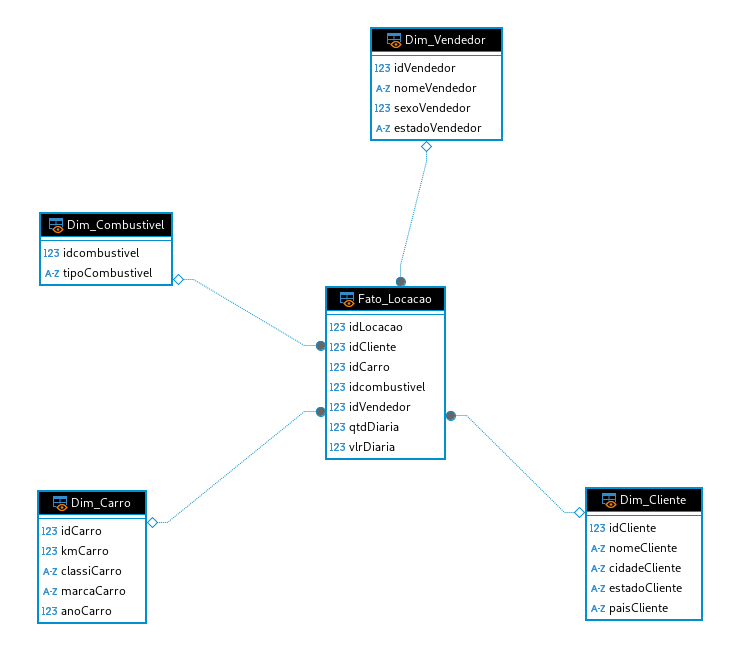 Dim_Vendedor
123 idVendedor
A-Z nomeVendedor
123 sexoVendedor
A-Z estadoVendedor
Dim_Combustivel
123 idcombustivel
A-Z tipoCombustivel
Fato_Locacao
123 idLocacao
123 idCliente
123 idCarro
123 idcombustivel
123 idVendedor
123 qtdDiaria
123 vlrDiaria
Dim_Carro
123 idCarro
123 kmCarro
A-Z classiCarro
A-Z marcaCarro
123 anoCarro
Dim_Cliente
123 idCliente
A-Z nomeCliente
A-Z cidadeCliente
A-Z estadoCliente
A-Z paisCliente